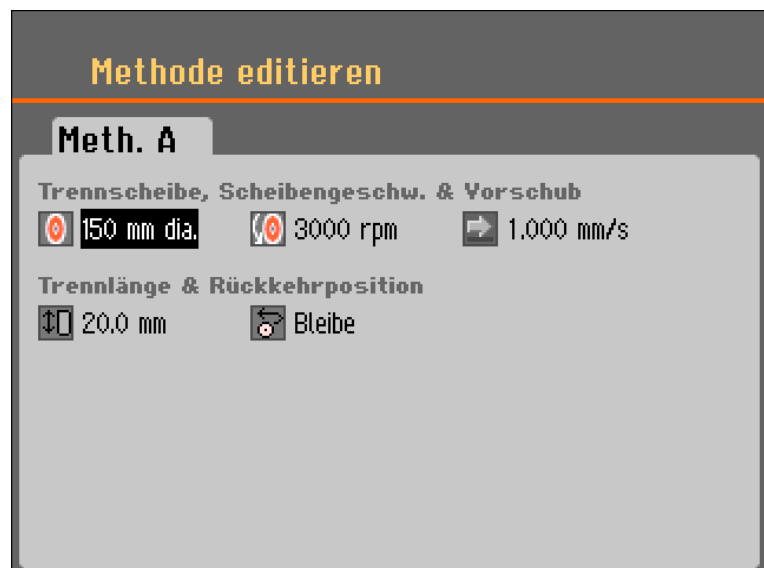 Methode editieren
Meth. A
Trennscheibe, Scheibengeschw. & Vorschub
150 mm dia. 3000 rpm 1.000 mm/s
Trennlänge & Rückkehrposition
20.0 mm Bleibe